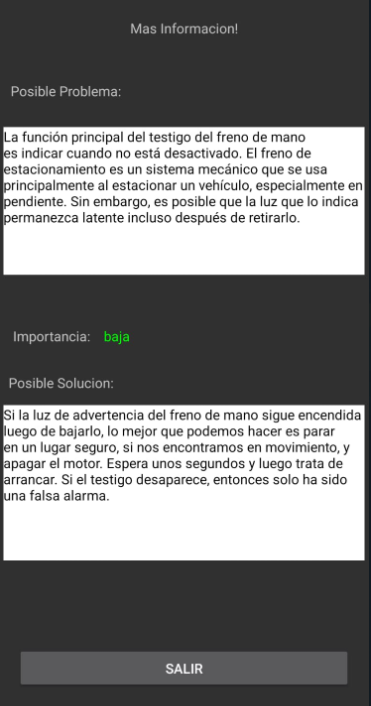 Mas Informacion!
Posible Problema:
La función principal del testigo del freno de mano
es indicar cuando no está desactivado. El freno de
estacionamiento es un sistema mecánico que se usa
principalmente al estacionar un vehículo, especialmente en
pendiente. Sin embargo, es posible que la luz que lo indica
permanezca latente incluso después de retirarlo.
Importancia: baja
Posible Solucion:
Si la luz de advertencia del freno de mano sigue encendida
luego de bajarlo, lo mejor que podemos hacer es parar
en un lugar seguro, si nos encontramos en movimiento, y
apagar el motor. Espera unos segundos y luego trata de
arrancar. Si el testigo desaparece, entonces solo ha sido
una falsa alarma.
SALIR